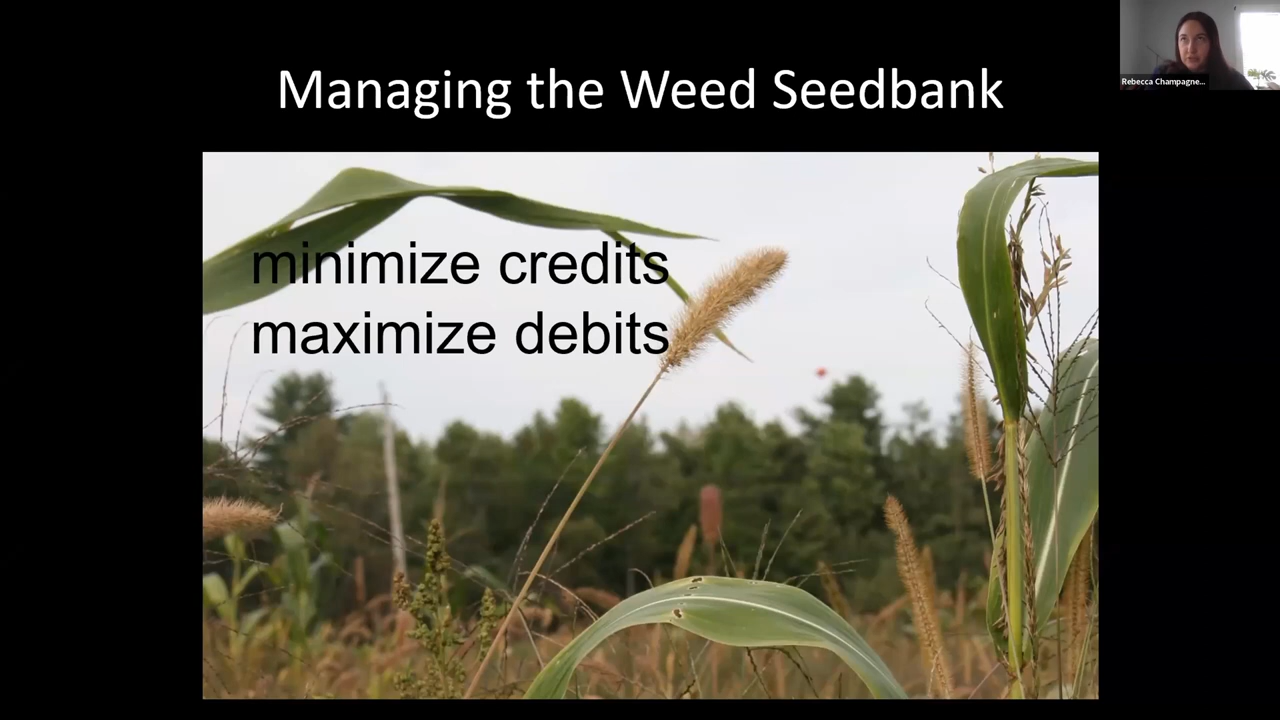 Managing the Weed Seedbank
Rebecca Champagne...
minimize credits
maximize debits